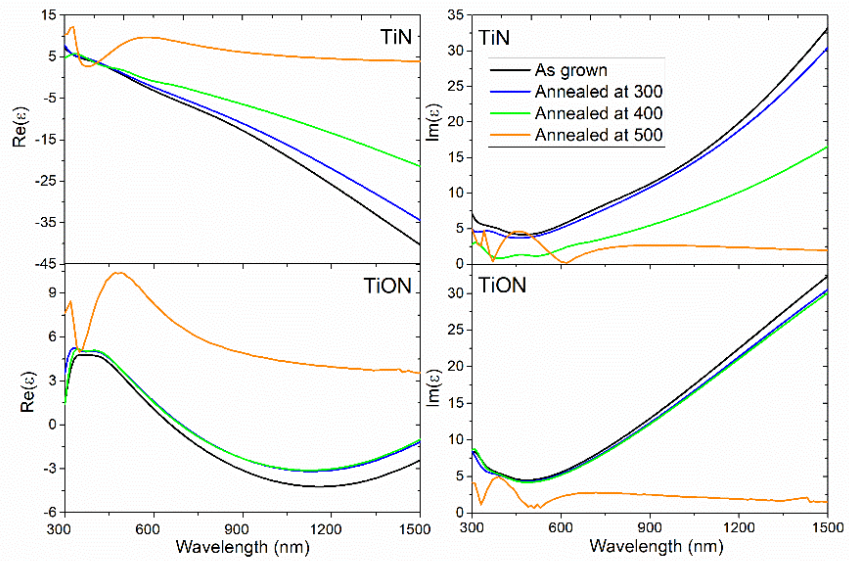 15
5
-5
-15
-25
-35
-45
Re(ε)
TiN
35
30
25
20
15
10
5
0
Im(ε)
TiN
As grown
Annealed at 300
Annealed at 400
Annealed at 500
9
6
3
0
-3
-6
Re(ε)
TiON
300 600 900 1200 1500
Wavelength (nm)
30
25
20
15
10
5
0
Im(ε)
TiON
300 600 900 1200 1500
Wavelength (nm)